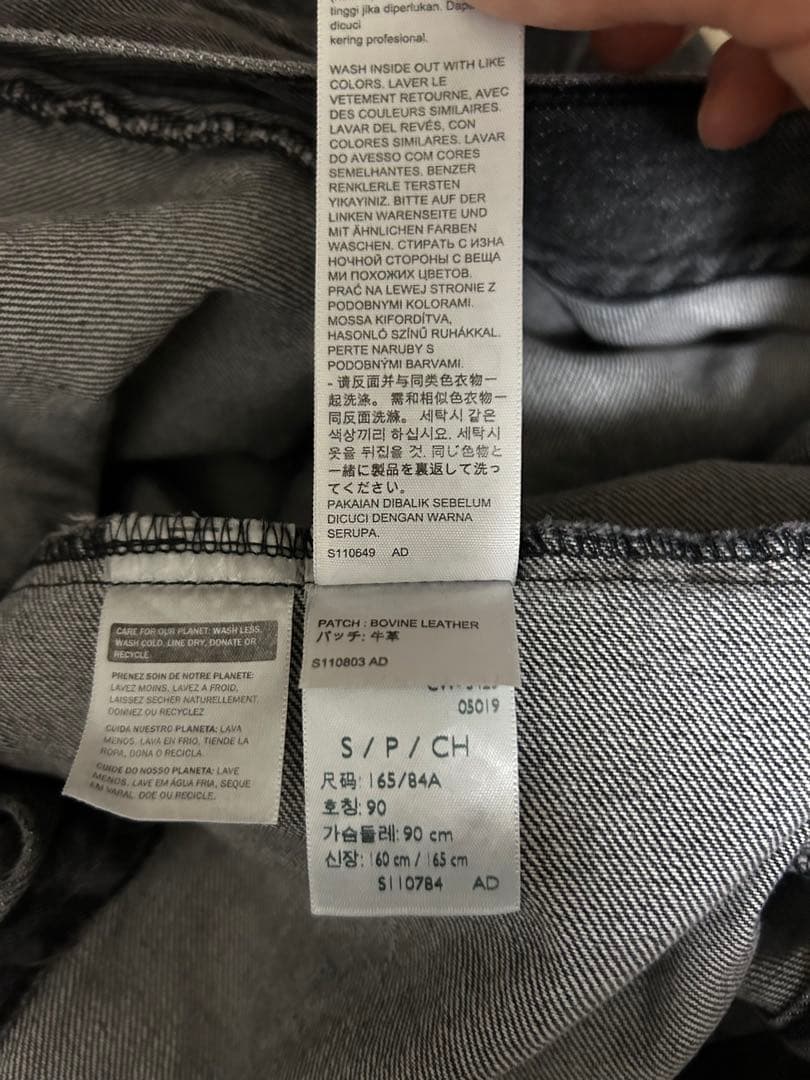 tinggi jika diperlukan.
dicuci
kering profesional.
WASH INSIDE OUT WITH LIKE
COLORS. LAVER LE
VETEMENT RETOURNE, AVEC
DES COULEURS SIMILAIRES.
LAVAR DEL REVÉS, CON
COLORES SIMILARES. LAVAR
DO AVESSO COM CORES
SEMELHANTES. BENZER
RENKLERLE TERSTEN
YIKAYINIZ. BITTE AUF DER
LINKEN WARENSEITE UND
MIT ÄHNLICHEN FARBEN
WASCHEN. СТИРАТЬ С ИЗНА
НОЧНОЙ СТОРОНЫ С ВЕЩА
МИ ПОХОЖИХ ЦВЕТОВ.
PRAĆ NA LEWEJ STRONIE Z
PODOBNYMI KOLORAMI.
MOSSA KIFORDÍTVA,
HASONLÓ SZÍNŰ RUHÁKKAL.
PERTE NARUBY S
PODOBNÝMI BARVAMI.
- 请反面并与同类色衣物一
起洗涤。 需和相似色衣物一
同反面洗滌。 세탁시 같은
색상끼리 하십시요. 세탁시
옷을 뒤집을 것. 同じ色物と
一緒に製品を裏返して洗っ
てください。
PAKAIAN DIBALIK SEBELUM
DICUCI DENGAN WARNA
SERUPA.
S110649 AD
CARE FOR OUR PLANET: WASH LESS,
WASH COLD, LINE DRY, DONATE OR
RECYCLE.
PRENEZ SOIN DE NOTRE PLANETE:
LAVEZ MOINS, LAVEZ A FROID,
LAISSEZ SECHER NATURELLEMENT,
DONNEZ OU RECYCLEZ
CUIDA NUESTRO PLANETA: LAVA
MENOS, LAVA EN FRIO, TIENDE LA
ROPA, DONA O RECICLA.
CUIDE DO NOSSO PLANETA: LAVE
MENOS, LAVE EM ÁGUA FRIA, SEQUE
EM VARAL, DOE OU RECICLE.
PATCH : BOVINE LEATHER
パッチ: 牛革
S110803 AD
05019
S / P / CH
尺码: 165/84A
호칭: 90
가슴둘레: 90 cm
신장: 160 cm / 165 cm
S110784 AD